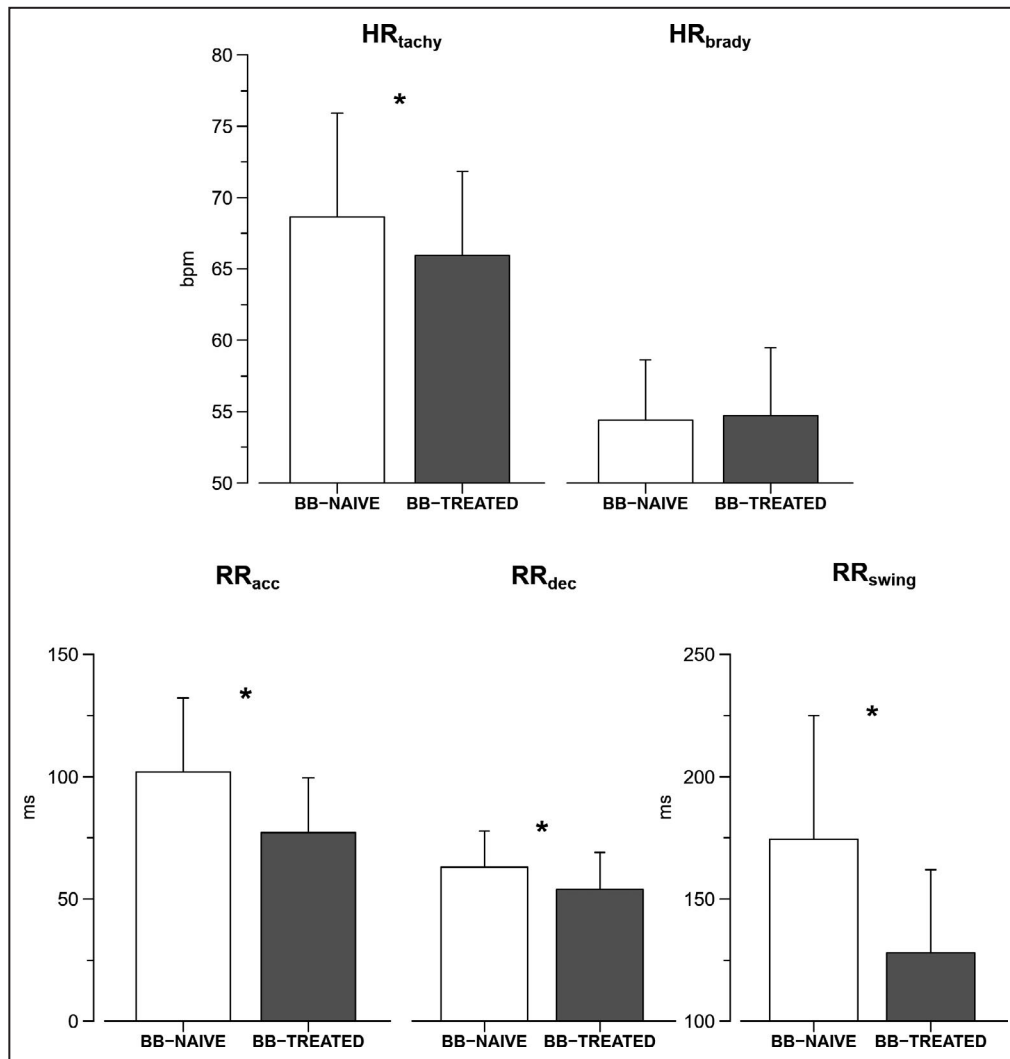 HRtachy HRbrady
80
75
*
70
bpm
65
60
55
50
BB−NAIVE BB−TREATED BB−NAIVE BB−TREATED
RRacc RRdec RRswing
150 250
* *
100 200
ms ms
*
50 150
0 100
BB−NAIVE BB−TREATED BB−NAIVE BB−TREATED BB−NAIVE BB−TREATED